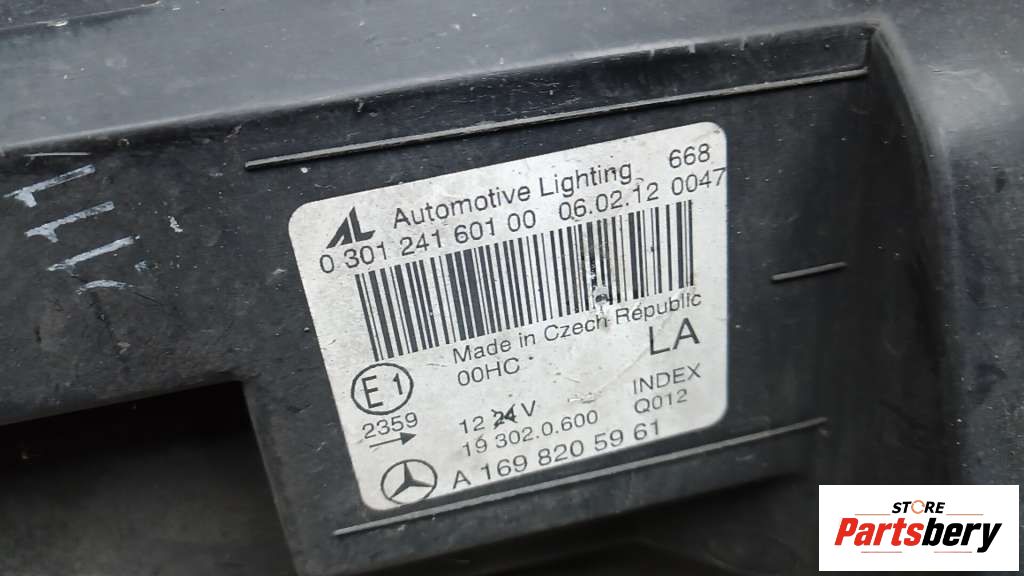 Automotive Lighting 668
0 301 241 601 00 06.02.12 0047
Made in Czech Republic
00HC LA
E1
2359
12 24 V INDEX
19 302.0.600 Q012
A 169 820 59 61
STORE
Partsbery